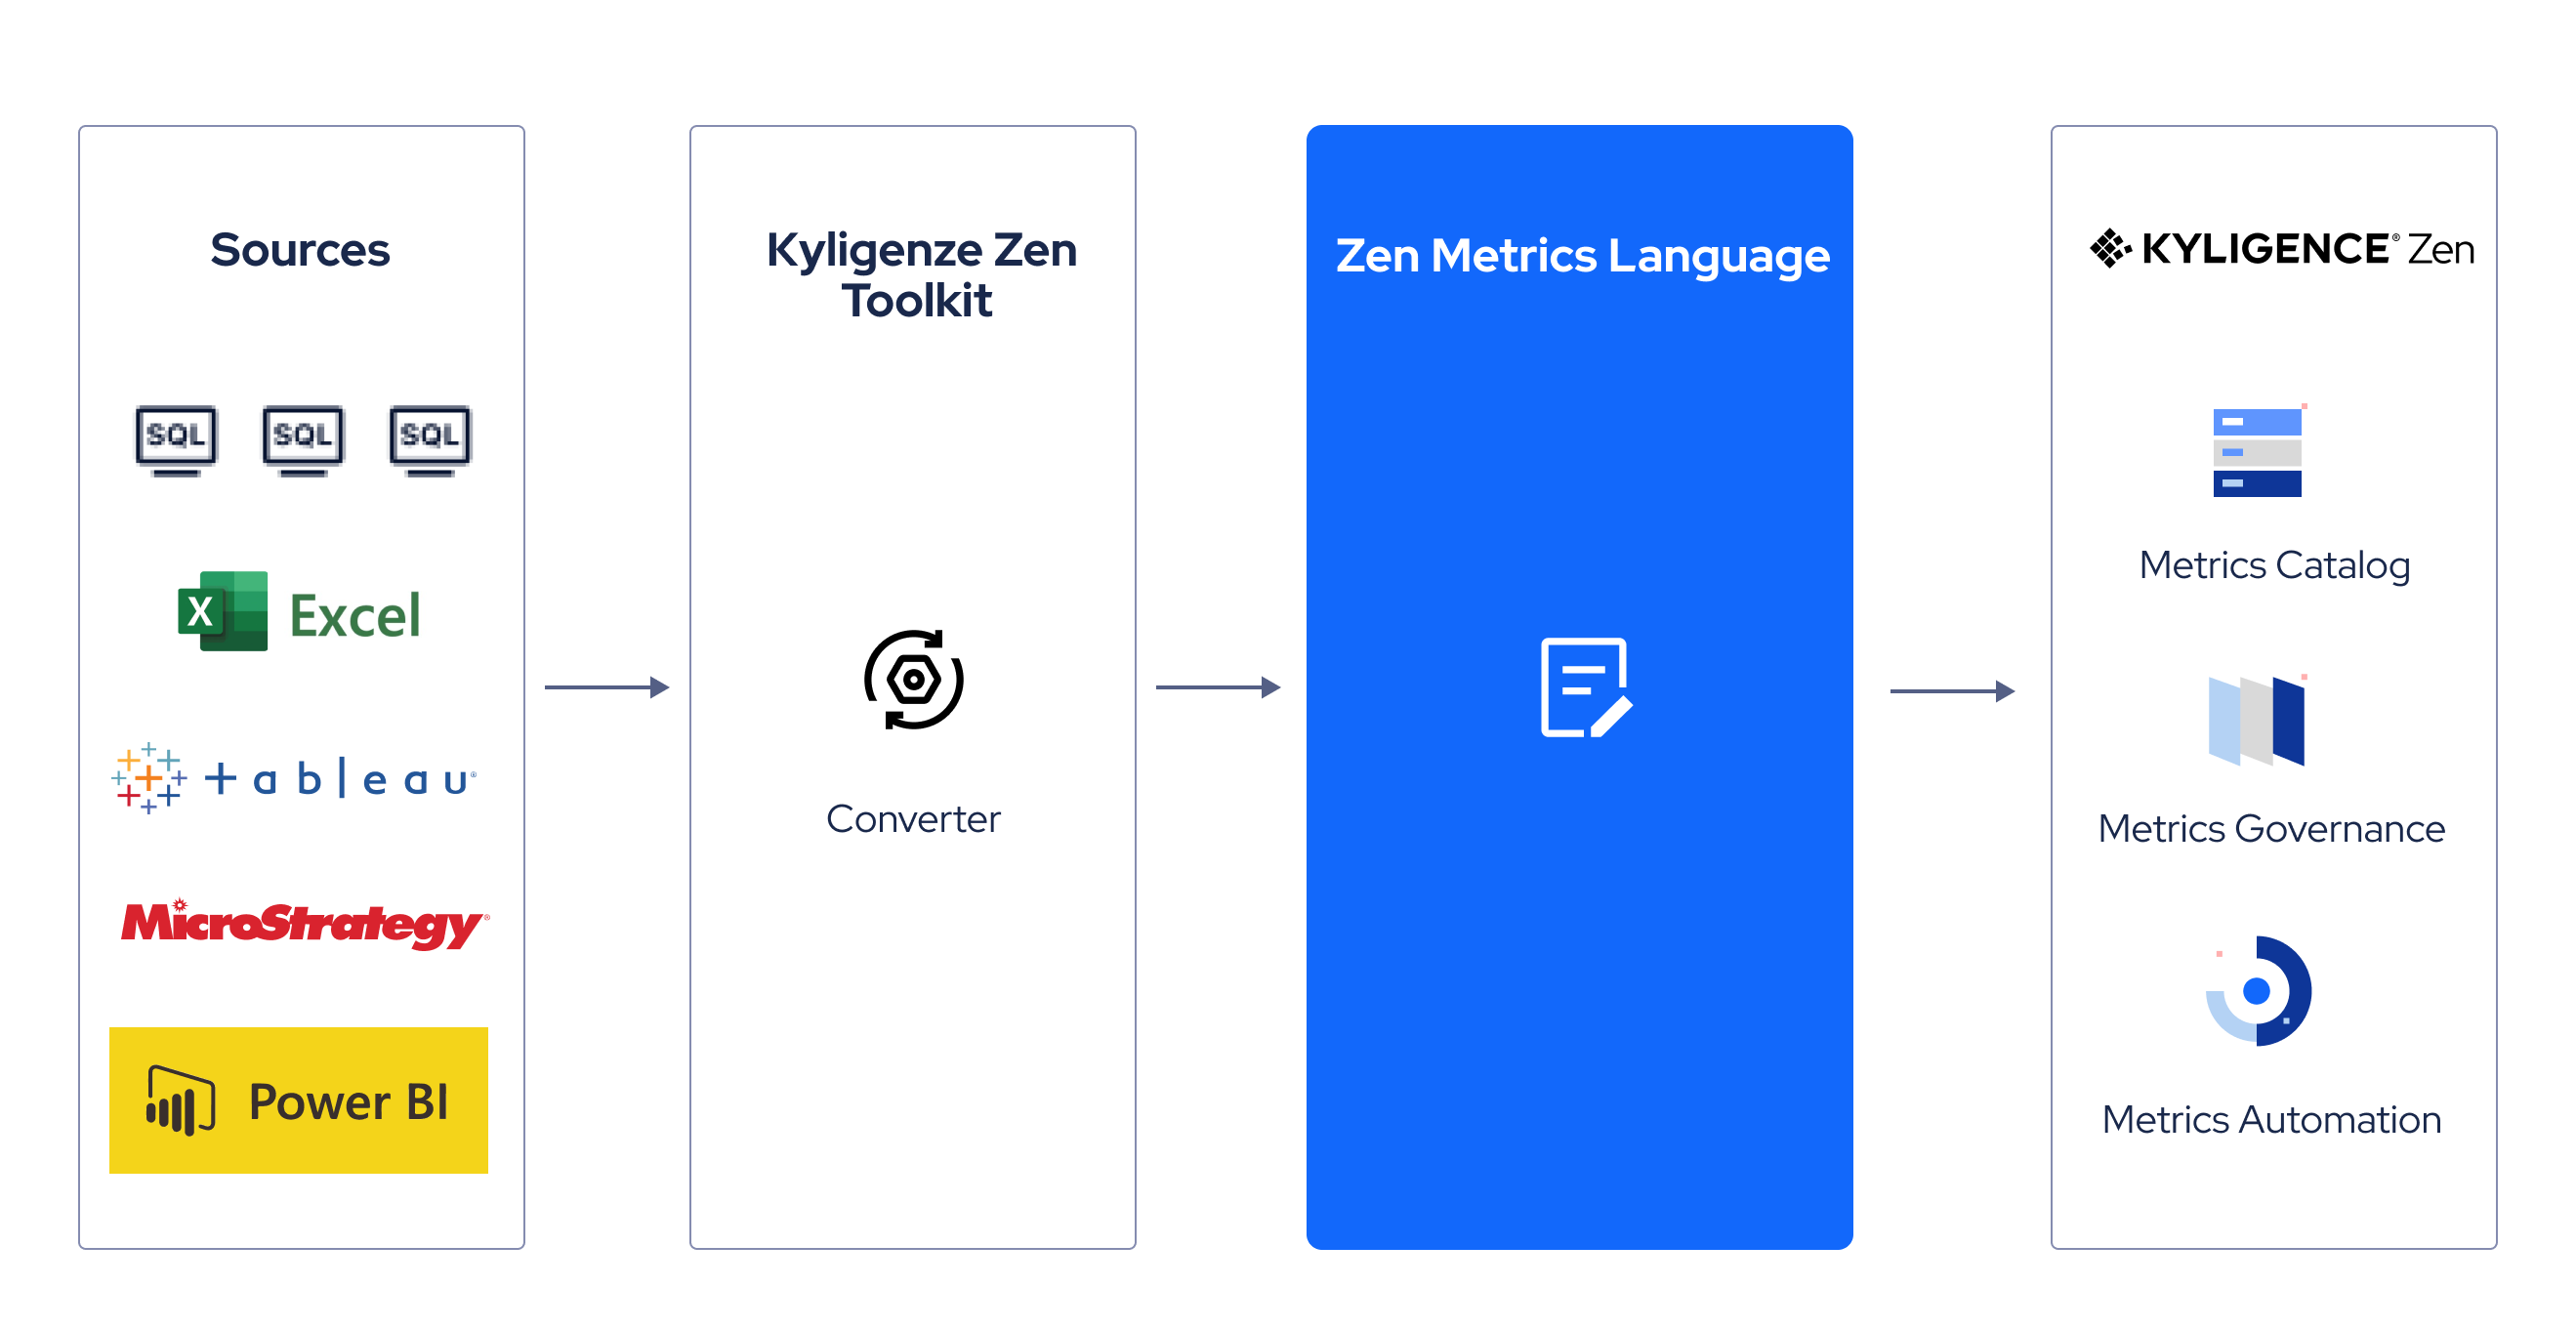 Sources
SQL SQL SQL
X Excel
+ableau®
MicroStrategy®
Power BI
Kyligenze Zen
Toolkit
Converter
Zen Metrics Language
KYLIGENCE® Zen
Metrics Catalog
Metrics Governance
Metrics Automation